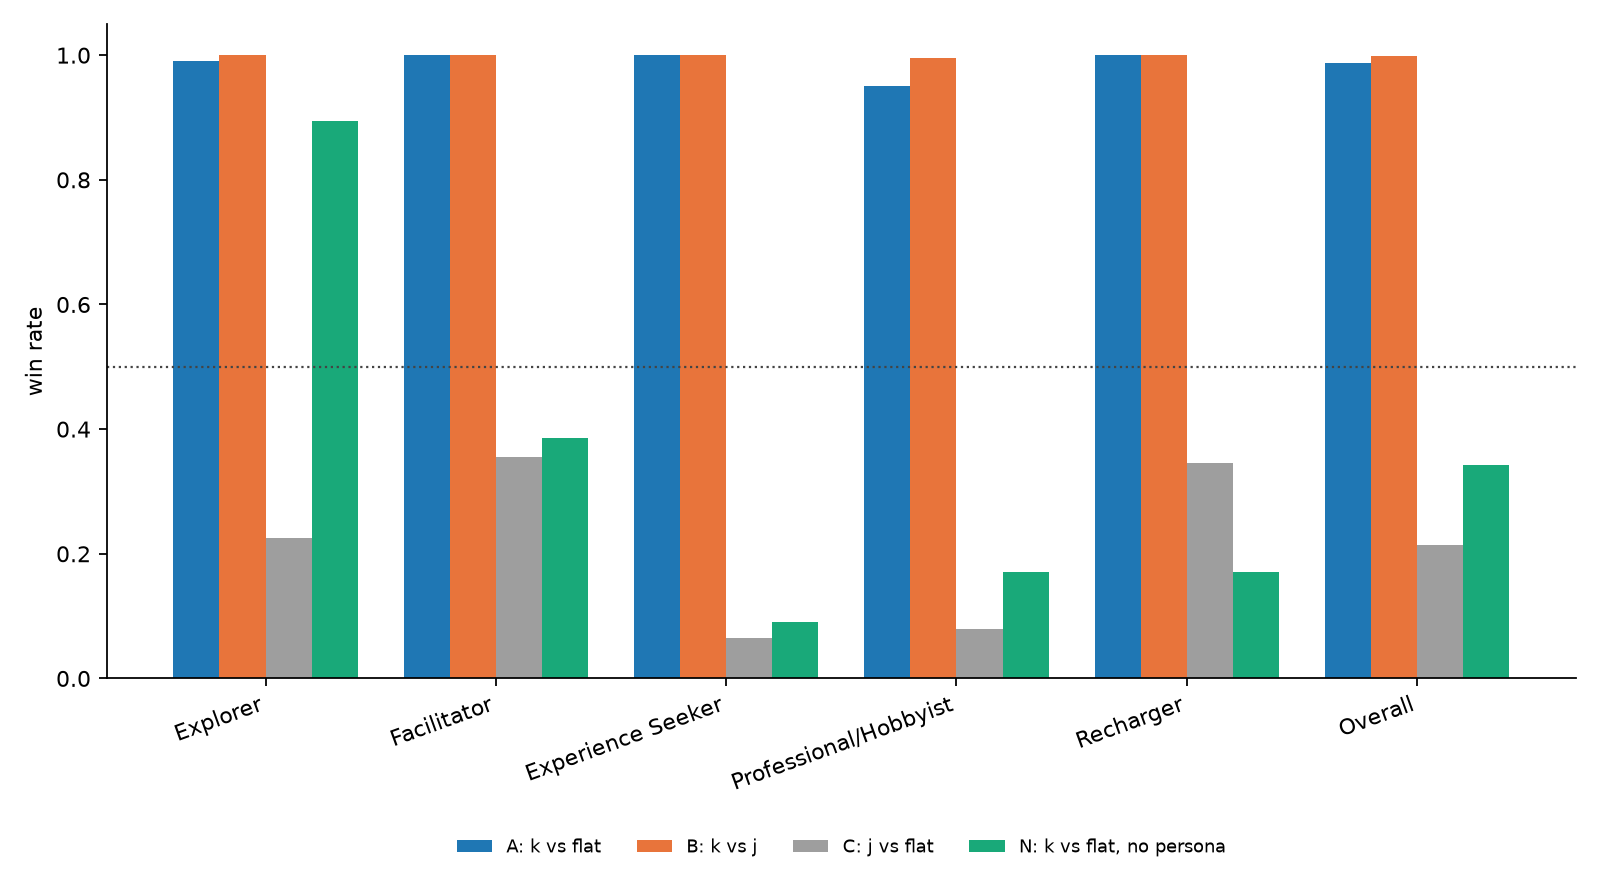 1.0
0.8
0.6
0.4
0.2
0.0
win rate
Explorer
Facilitator
Experience Seeker
Professional/Hobbyist
Recharger
Overall
A: k vs flat
B: k vs j
C: j vs flat
N: k vs flat, no persona